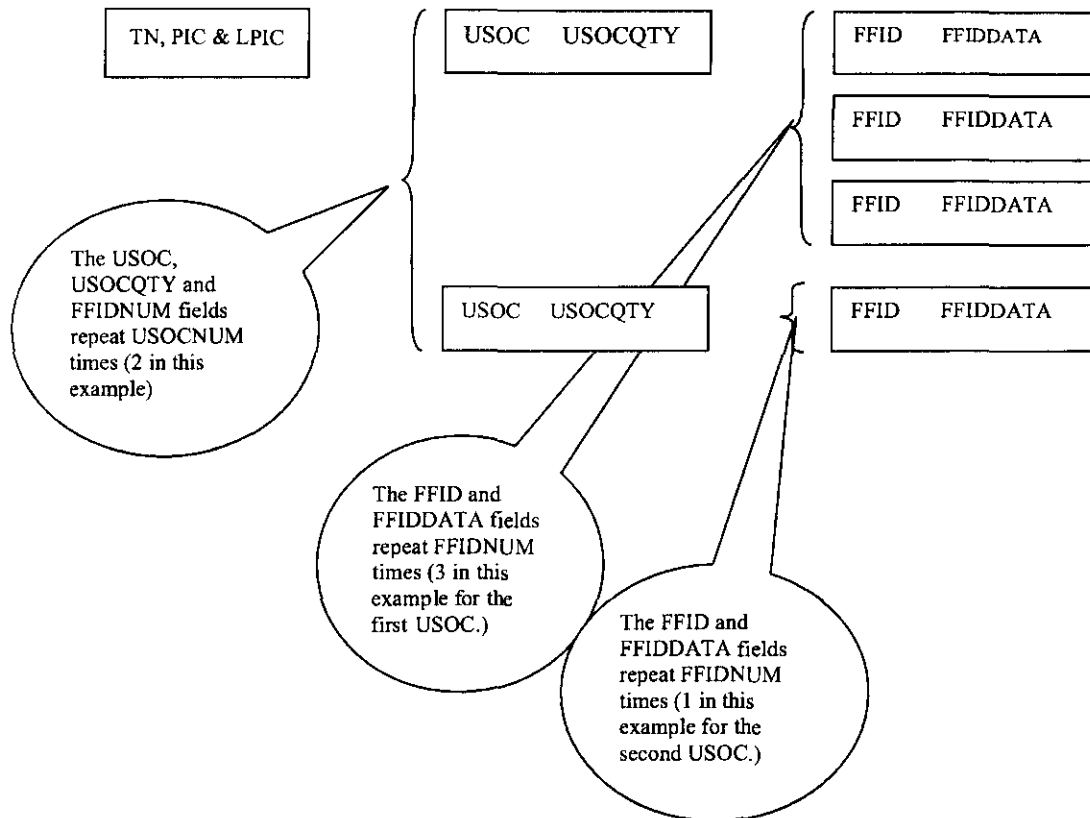 TN, PIC & LPIC
USOC USOCQTY
FFID FFIDDATA
FFID FFIDDATA
FFID FFIDDATA
The USOC,
USOCQTY and
FFIDNUM fields
repeat USOCNUM
times (2 in this
example)
USOC USOCQTY
FFID FFIDDATA
The FFID and
FFIDDATA fields
repeat FFIDNUM
times (3 in this
example for the
first USOC.)
The FFID and
FFIDDATA fields
repeat FFIDNUM
times (1 in this
example for the
second USOC.)